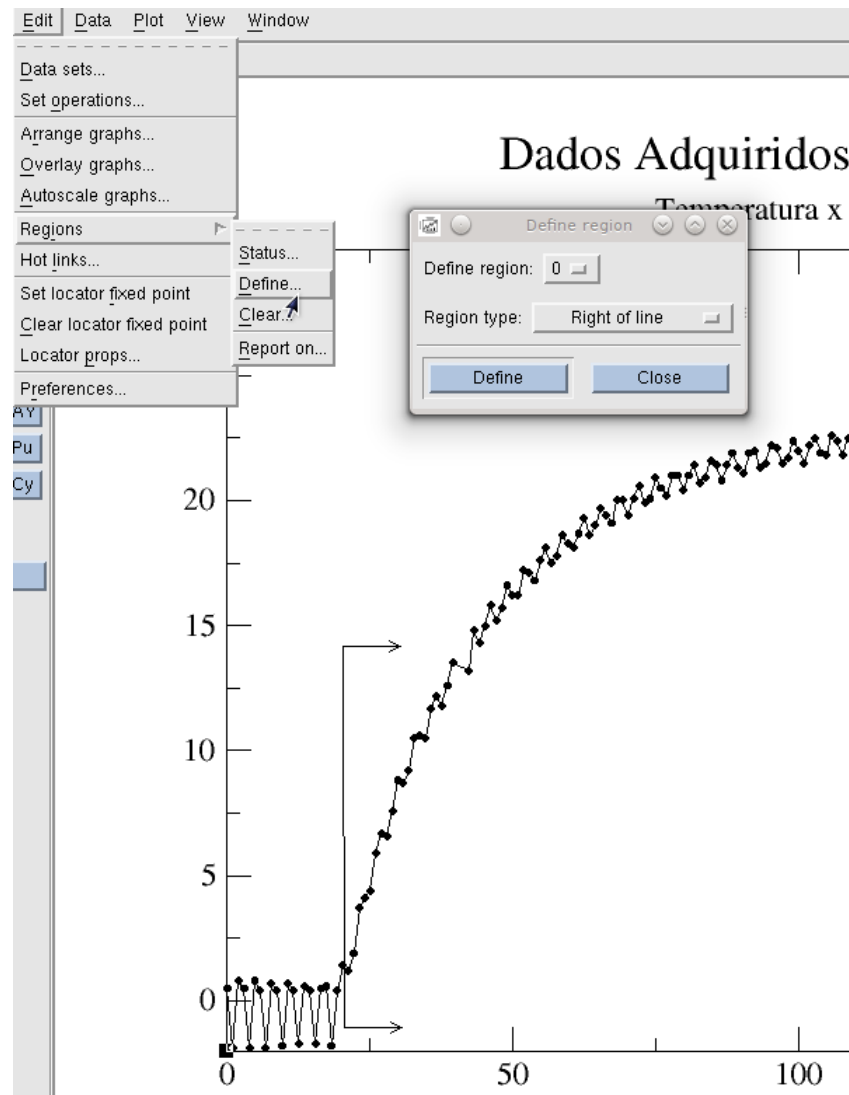 Edit Data Plot View Window
Data sets...
Set operations...
Arrange graphs...
Overlay graphs...
Autoscale graphs...
Regions
Hot links...
Set locator fixed point
Clear locator fixed point
Locator props...
Preferences...
Status...
Define...
Clear...
Report on...
AY
Pu
Cy
Dados Adquiridos
Temperatura x
Define region
Define region: 0
Region type: Right of line
Define Close
20
15
10
5
0
0 50 100